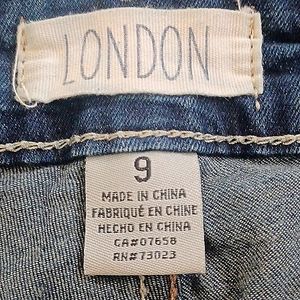 LONDON
9
MADE IN CHINA
FABRIQUÉ EN CHINE
HECHO EN CHINA
CA#07658
RN#73023